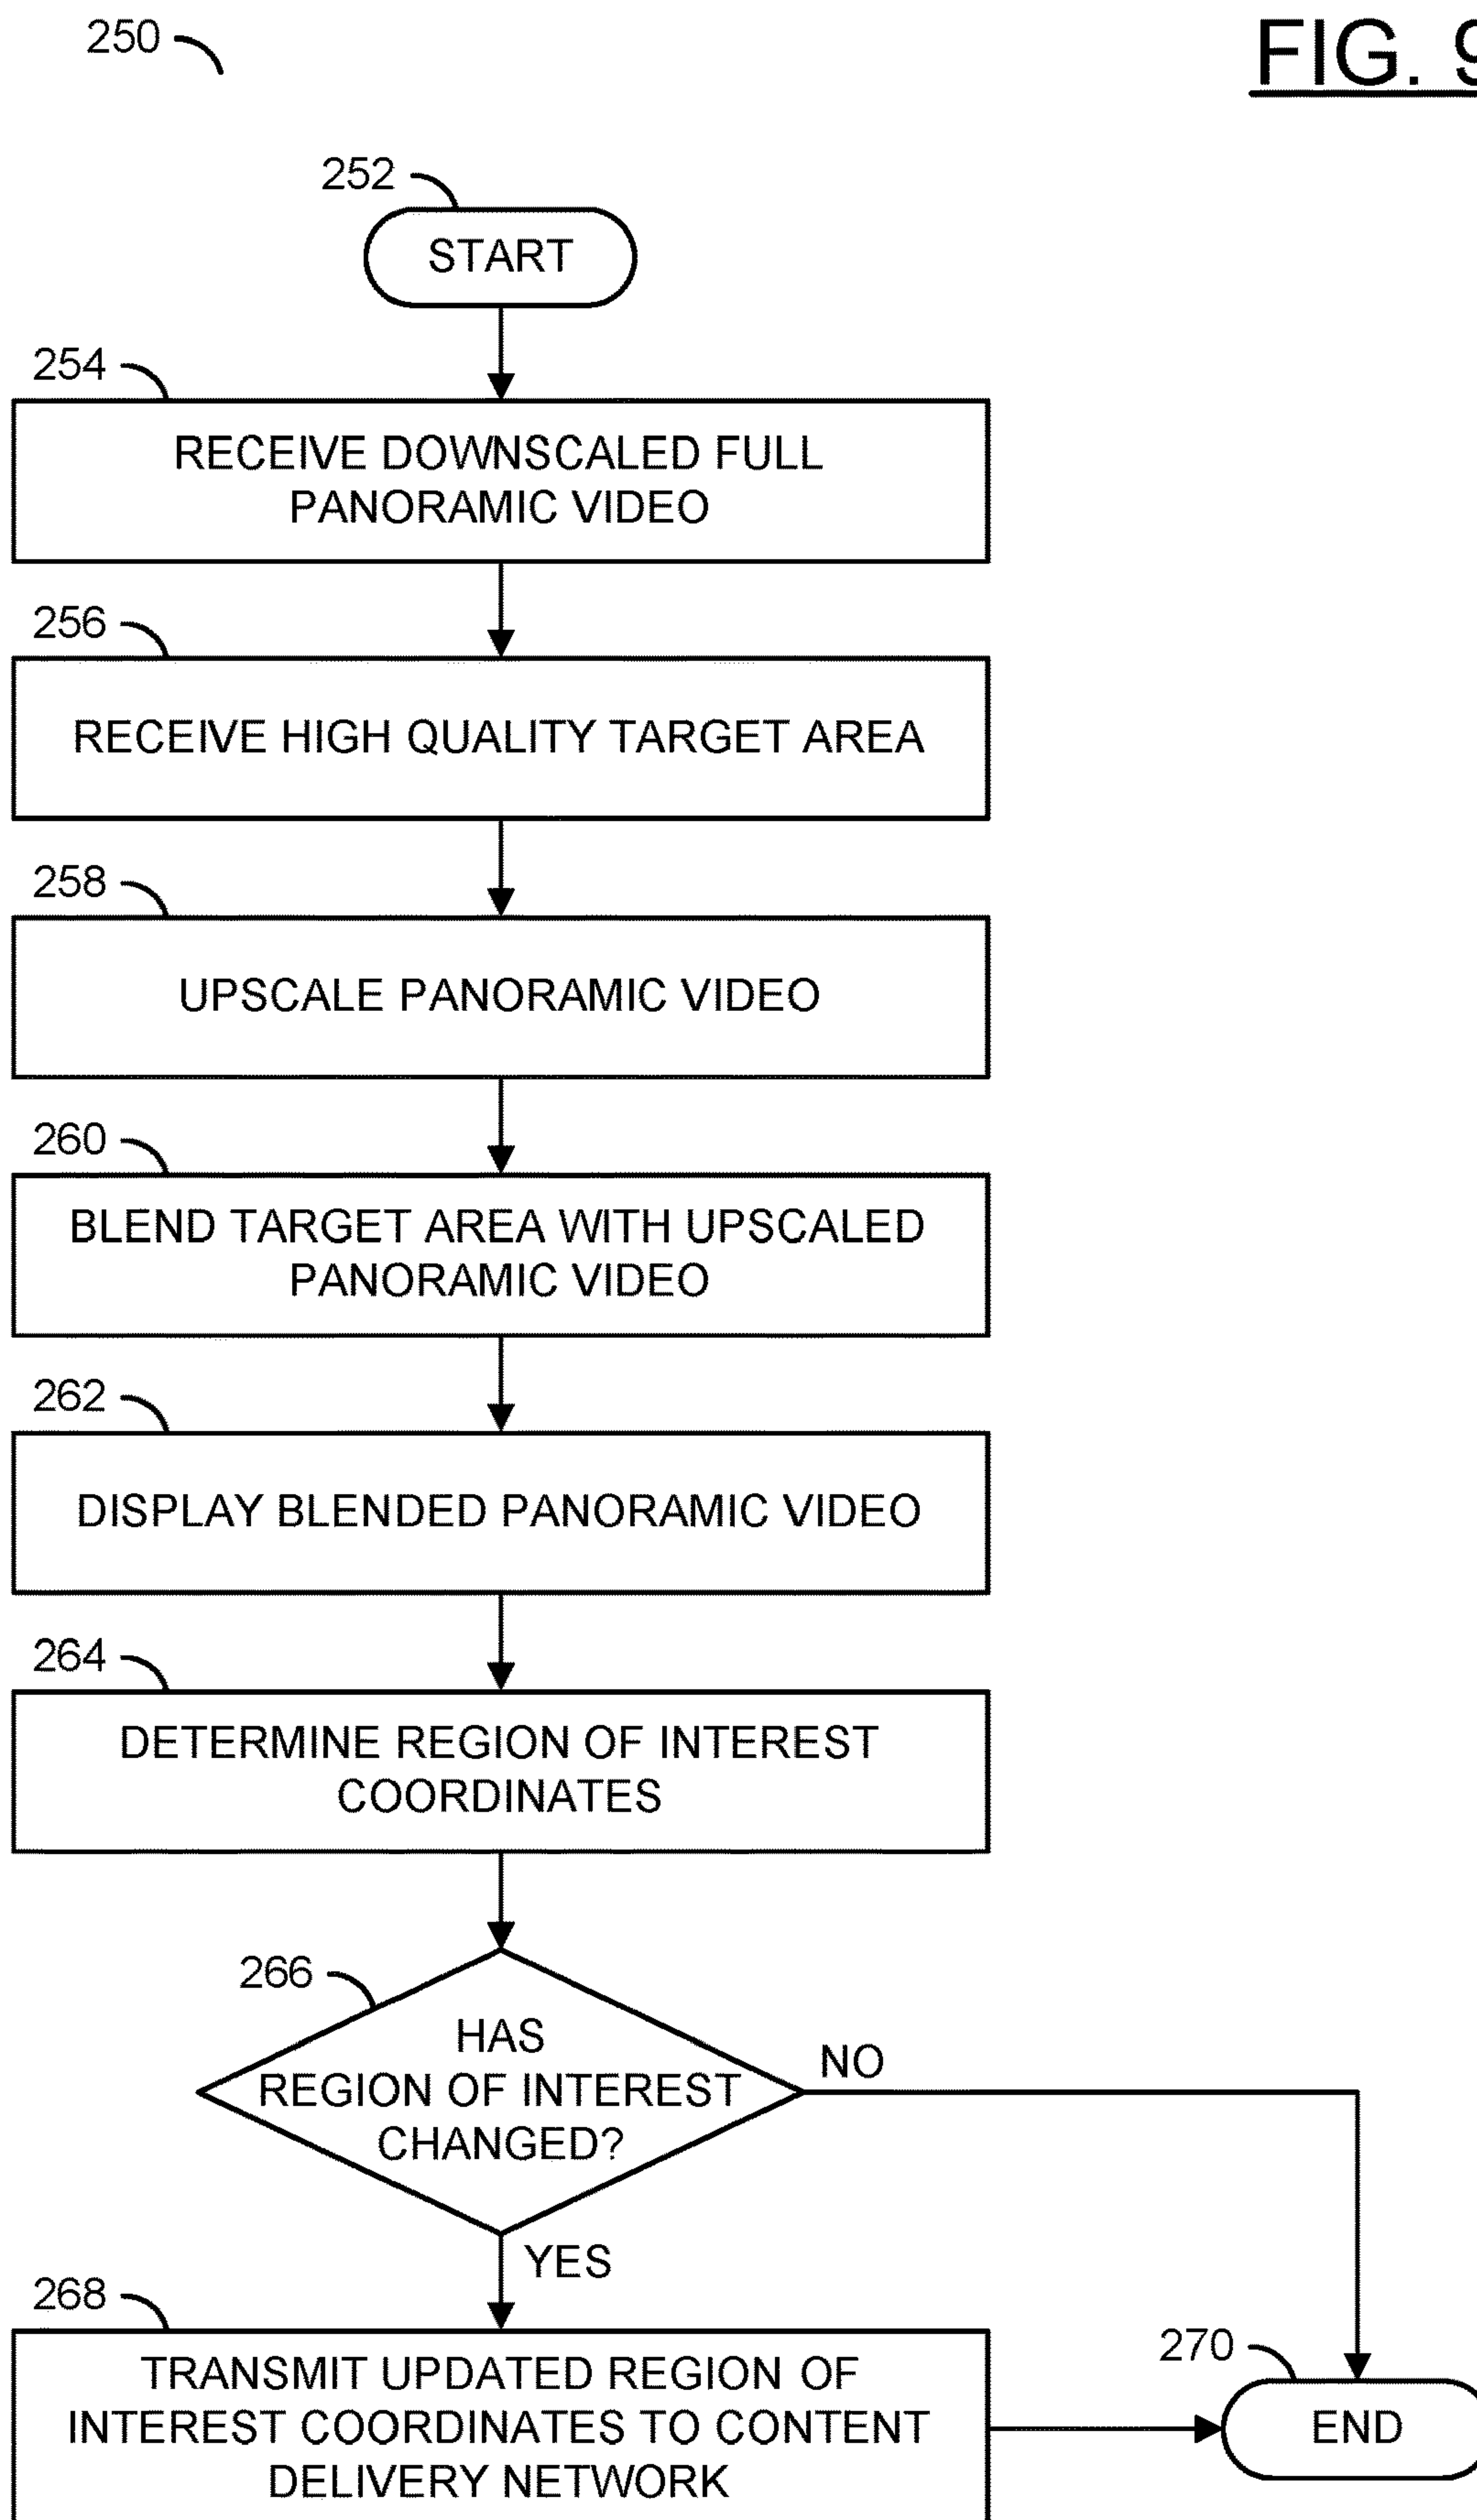 250
FIG. 9
252
START
254
RECEIVE DOWNSCALED FULL
PANORAMIC VIDEO
256
RECEIVE HIGH QUALITY TARGET AREA
258
UPSCALE PANORAMIC VIDEO
260
BLEND TARGET AREA WITH UPSCALED
PANORAMIC VIDEO
262
DISPLAY BLENDED PANORAMIC VIDEO
264
DETERMINE REGION OF INTEREST
COORDINATES
266
HAS
REGION OF INTEREST
CHANGED?
NO
YES
268
TRANSMIT UPDATED REGION OF
INTEREST COORDINATES TO CONTENT
DELIVERY NETWORK
270
END